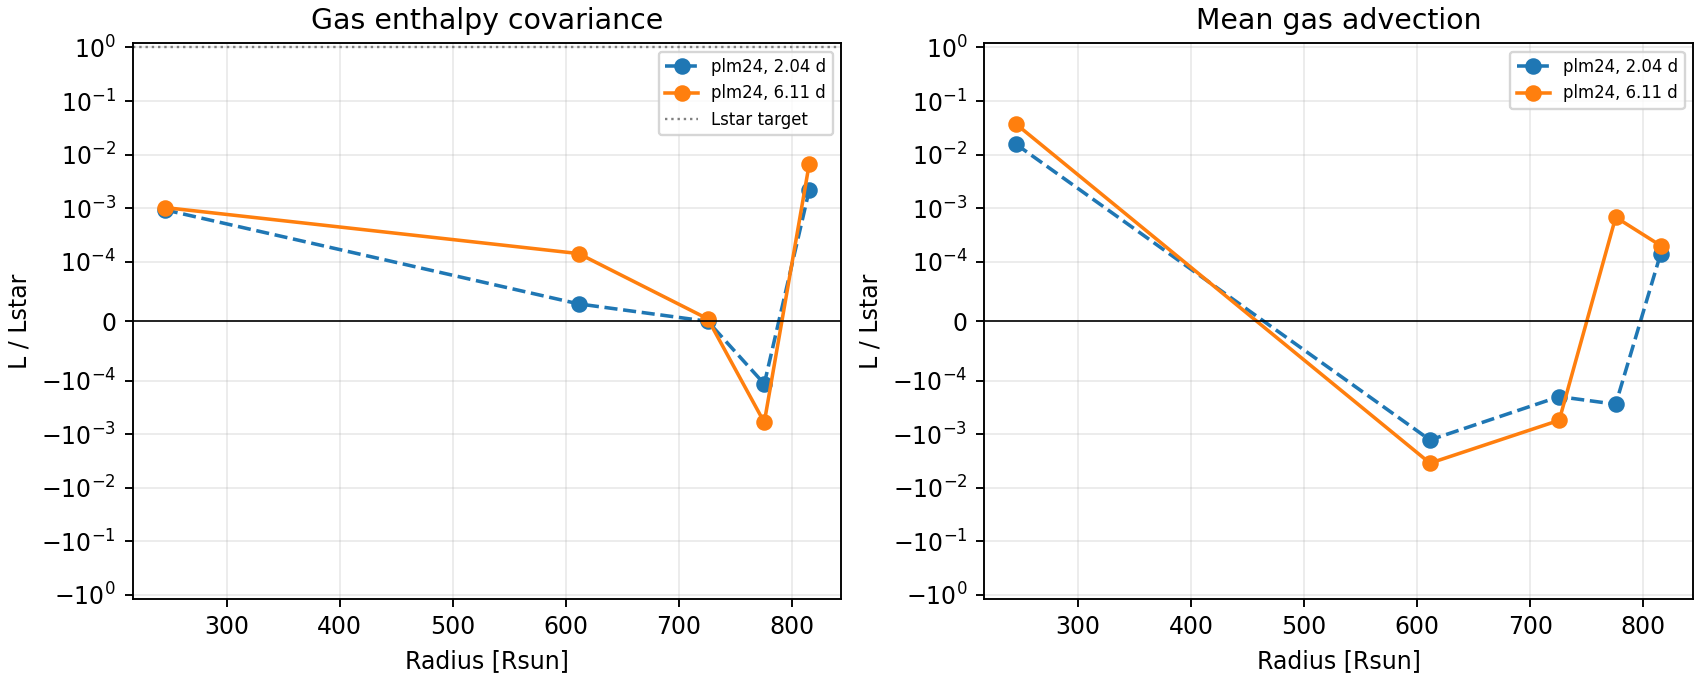 Gas enthalpy covariance
10⁰
10⁻¹
10⁻²
10⁻³
10⁻⁴
0
−10⁻⁴
−10⁻³
−10⁻²
−10⁻¹
−10⁰
L / Lstar
plm24, 2.04 d
plm24, 6.11 d
Lstar target
300 400 500 600 700 800
Radius [Rsun]
Mean gas advection
10⁰
10⁻¹
10⁻²
10⁻³
10⁻⁴
0
−10⁻⁴
−10⁻³
−10⁻²
−10⁻¹
−10⁰
L / Lstar
plm24, 2.04 d
plm24, 6.11 d
300 400 500 600 700 800
Radius [Rsun]